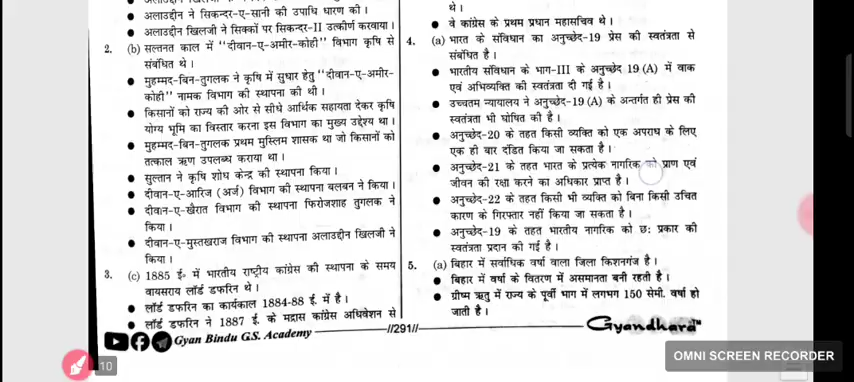 अलाउद्दीन ने सिकन्दर-ए-सानी की उपाधि धारण की।
अलाउद्दीन खिलजी ने सिक्कों पर सिकन्दर-II उत्कीर्ण करवाया।
2. (b) सल्तनत काल में "दीवान-ए-अमीर-कोही" विभाग कृषि से
संबंधित थे।
मुहम्मद-बिन-तुगलक ने कृषि में सुधार हेतु "दीवान-ए-अमीर-
कोही" नामक विभाग की स्थापना की थी।
किसानों को राज्य की ओर से सीधे आर्थिक सहायता देकर कृषि
योग्य भूमि का विस्तार करना इस विभाग का मुख्य उद्देश्य था।
मुहम्मद-बिन-तुगलक प्रथम मुस्लिम शासक था जो किसानों को
तत्काल ऋण उपलब्ध कराया था।
सुल्तान ने कृषि शोध केन्द्र की स्थापना किया।
दीवान-ए-आरिज (अर्ज) विभाग की स्थापना बलबन ने किया।
दीवान-ए-खैरात विभाग की स्थापना फिरोजशाह तुगलक ने
किया।
दीवान-ए-मुस्तखराज विभाग की स्थापना अलाउद्दीन खिलजी ने
किया।
3. (c) 1885 ई॰ में भारतीय राष्ट्रीय कांग्रेस की स्थापना के समय
वायसराय लॉर्ड डफरिन थे।
लॉर्ड डफरिन का कार्यकाल 1884-88 ई. में है।
लॉर्ड डफरिन ने 1887 ई. के मद्रास कांग्रेस अधिवेशन से
थे।
वे कांग्रेस के प्रथम प्रधान महासचिव थे।
4. (a) भारत के संविधान का अनुच्छेद-19 प्रेस की स्वतंत्रता से
संबंधित है।
भारतीय संविधान के भाग-III के अनुच्छेद 19 (A) में वाक
एवं अभिव्यक्ति की स्वतंत्रता दी गई है।
उच्चतम न्यायालय ने अनुच्छेद-19 (A) के अन्तर्गत ही प्रेस की
स्वतंत्रता भी घोषित की है।
अनुच्छेद-20 के तहत किसी व्यक्ति को एक अपराध के लिए
एक ही बार दंडित किया जा सकता है।
अनुच्छेद-21 के तहत भारत के प्रत्येक नागरिक को प्राण एवं
जीवन की रक्षा करने का अधिकार प्राप्त है।
अनुच्छेद-22 के तहत किसी भी व्यक्ति को बिना किसी उचित
कारण के गिरफ्तार नहीं किया जा सकता है।
अनुच्छेद-19 के तहत भारतीय नागरिक को छः प्रकार की
स्वतंत्रता प्रदान की गई है।
5. (a) बिहार में सर्वाधिक वर्षा वाला जिला किशनगंज है।
बिहार में वर्षा के वितरण में असमानता बनी रहती है।
ग्रीष्म ऋतु में राज्य के पूर्वी भाग में लगभग 150 सेमी. वर्षा हो
जाती है।
Gyan Bindu G.S. Academy
//291//
Gyandhara™
10
OMNI SCREEN RECORDER